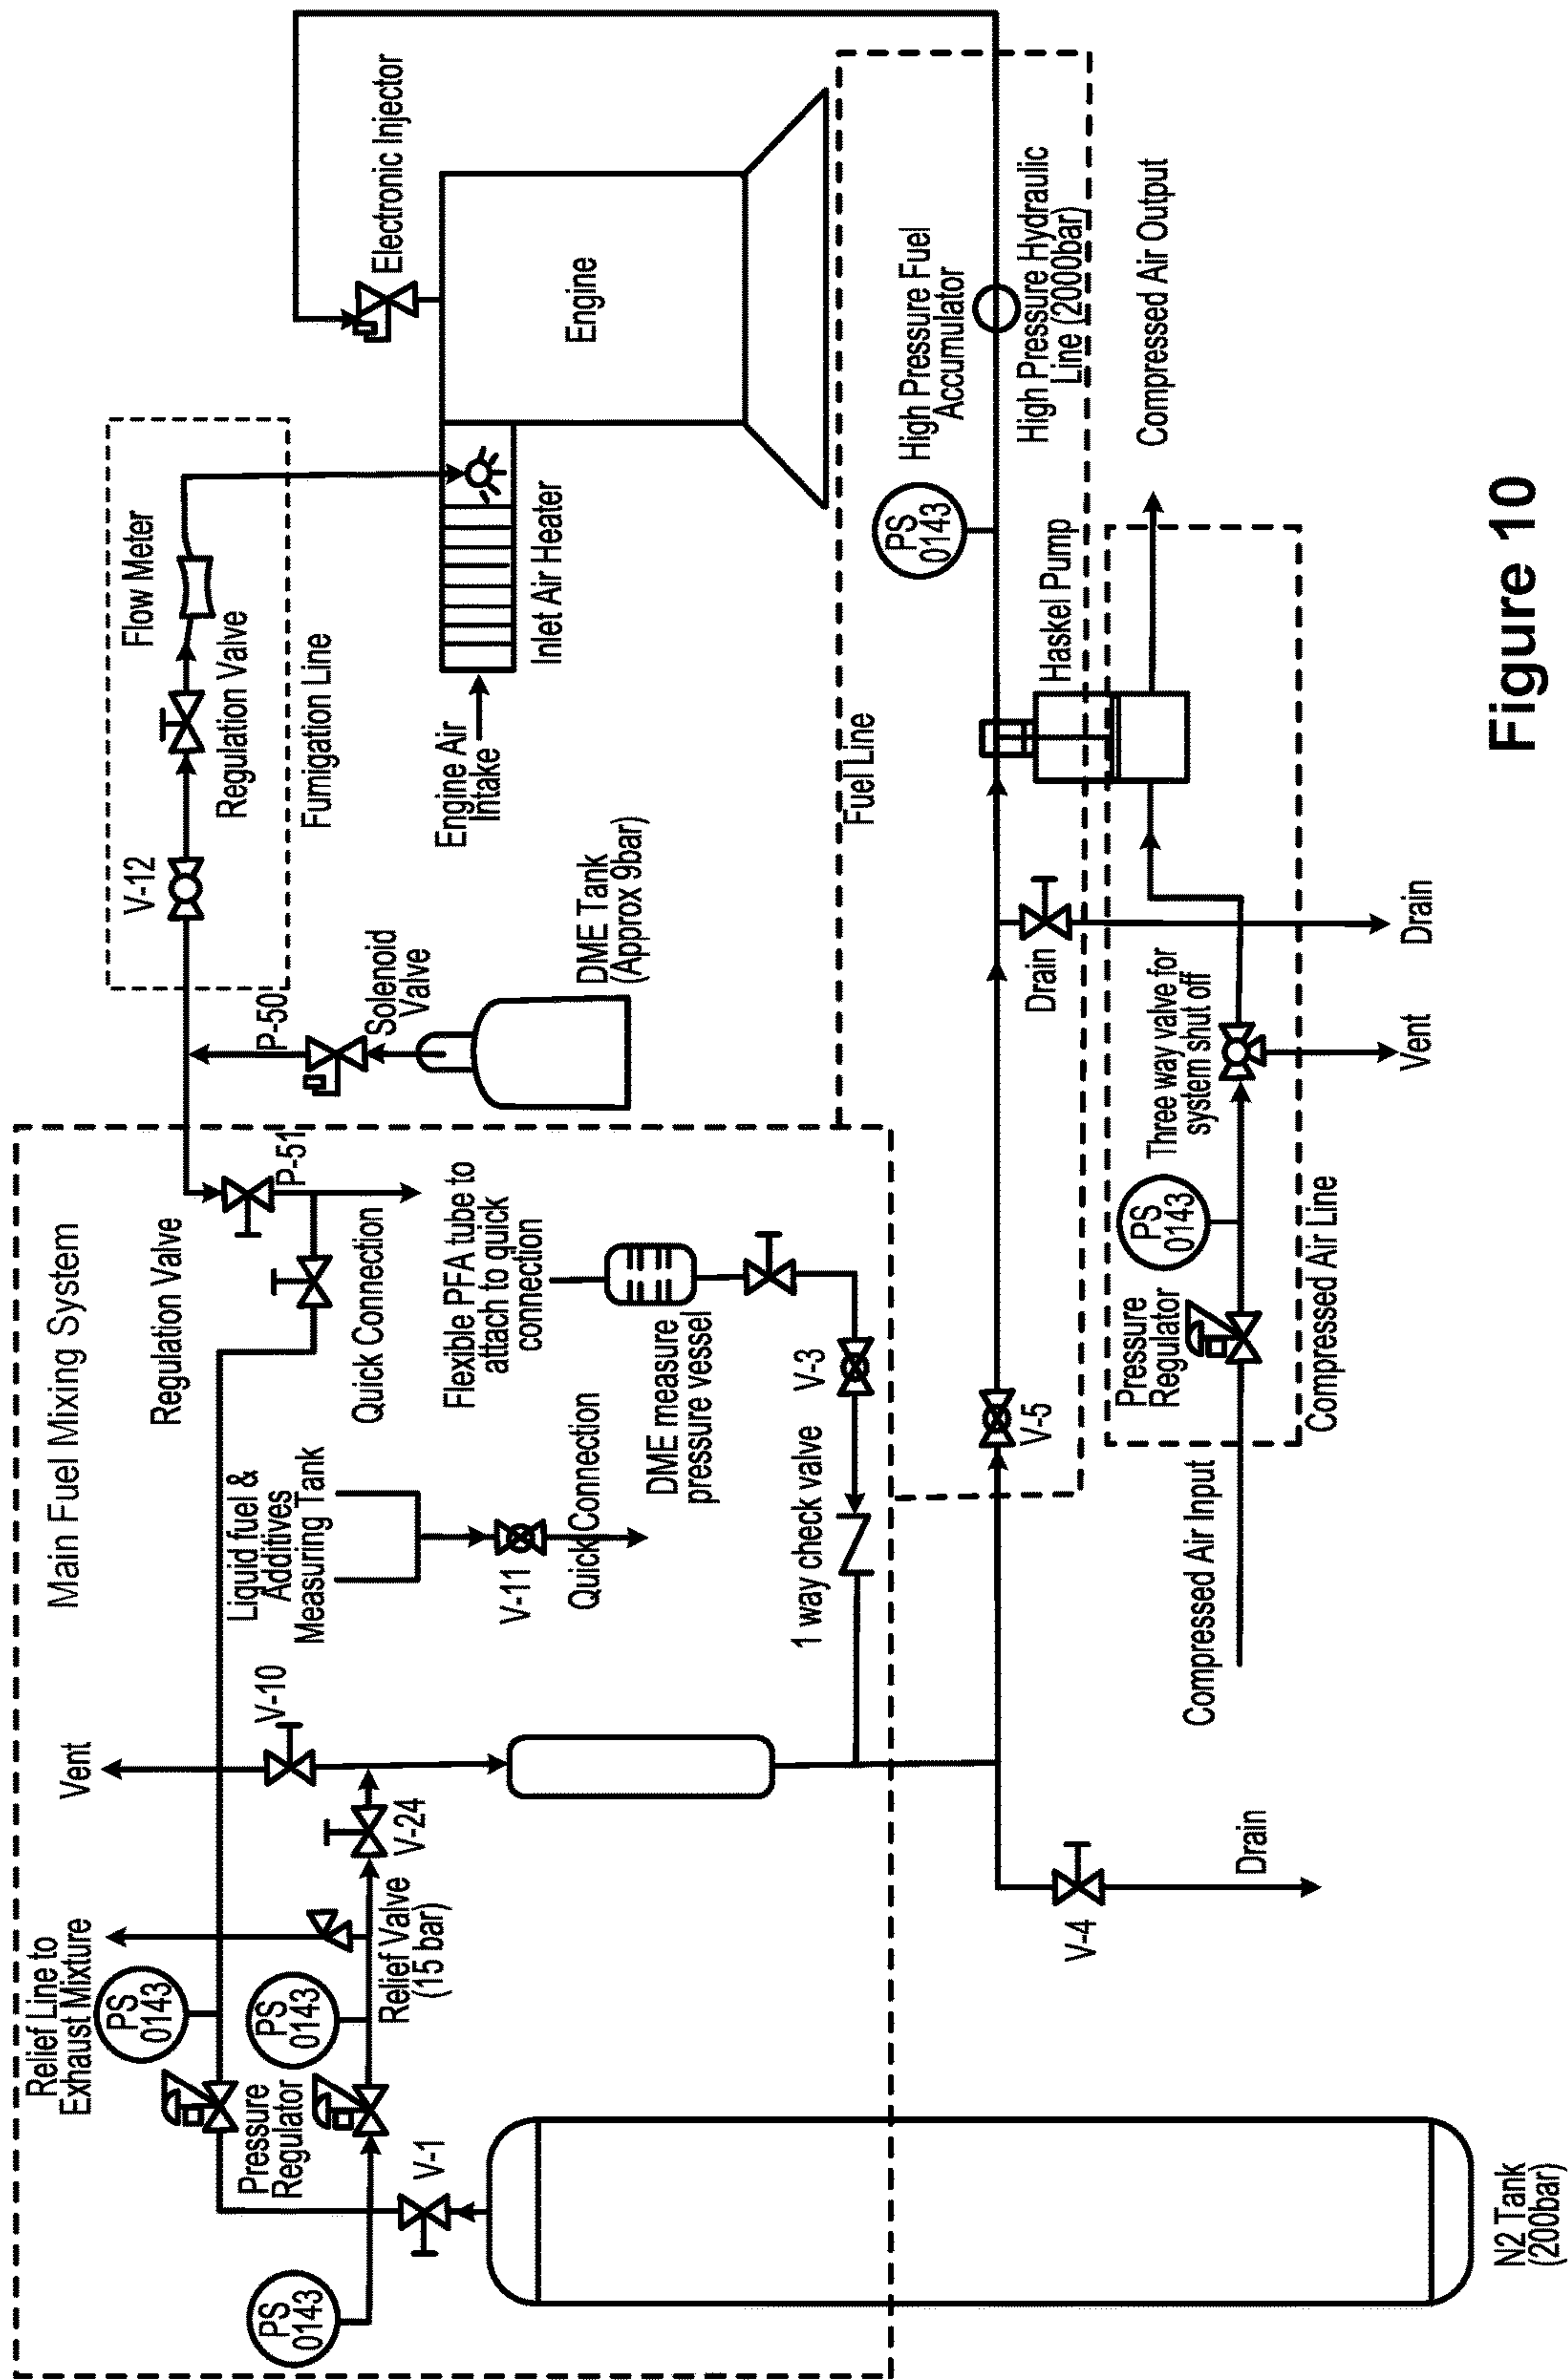 Main Fuel Mixing System
Relief Line to
Exhaust Mixture
Vent
Regulation Valve
P-50
V-12
Flow Meter
Regulation Valve
Fumigation Line
Electronic Injector
PS
0143
PS
0143
PS
0143
Pressure
Regulator
V-10
Liquid fuel &
Additives
Measuring Tank
Quick Connection
P-51
Solenoid
Valve
Engine Air
Intake
Inlet Air Heater
Engine
V-1
Relief Valve
(15 bar)
V-24
V-11
Quick Connection
Flexible PFA tube to
attach to quick
connection
DME Tank
(Approx 9bar)
DME measure
pressure vessel
V-3
1 way check valve
Fuel Line
PS
0143
High Pressure Fuel
Accumulator
V-5
Drain
Haskel Pump
High Pressure Hydraulic
Line (2000bar)
V-4
Drain
Compressed Air Input
Pressure
Regulator
PS
0143
Three way valve for
system shut off
Compressed Air Output
Compressed Air Line
Vent
Drain
N2 Tank
(200bar)
Figure 10